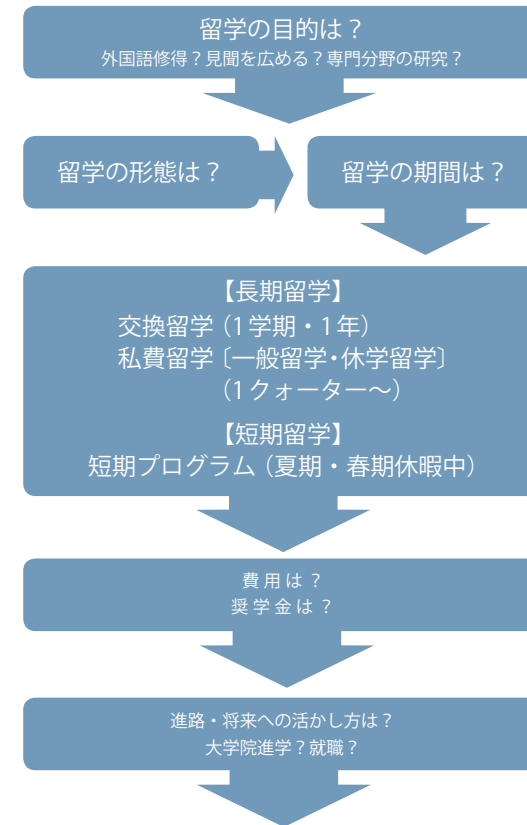 留学の目的は？
外国語修得？見聞を広める？専門分野の研究？
留学の形態は？
留学の期間は？
【長期留学】
交換留学（1学期・1年）
私費留学〔一般留学・休学留学〕
（1クォーター～）
【短期留学】
短期プログラム（夏期・春期休暇中）
費用は？
奨学金は？
進路・将来への活かし方は？
大学院進学？就職？